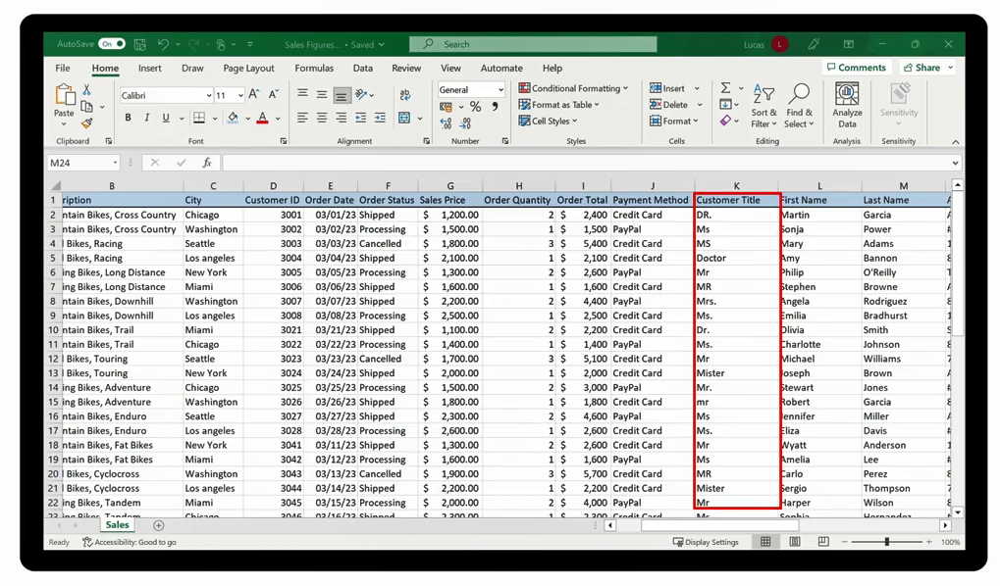 AutoSave On Sales Figures... • Saved Search Lucas L
File Home Insert Draw Page Layout Formulas Data Review View Automate Help Comments Share
Paste Calibri 11 A A ab General Conditional Formatting Insert Σ Sort & Find & Analyze Sensitivity
B I U A $ % Format as Table Delete Filter Select Data
Cell Styles Format
Clipboard Font Alignment Number Styles Cells Editing Analysis Sensitivity
M24 fx
B C D E F G H I J K L M
1 ription City Customer ID Order Date Order Status Sales Price Order Quantity Order Total Payment Method Customer Title First Name Last Name
2 ntain Bikes, Cross Country Chicago 3001 03/01/23 Shipped $ 1,200.00 2 $ 2,400 Credit Card DR. Martin Garcia
3 ntain Bikes, Cross Country Washington 3002 03/02/23 Processing $ 1,500.00 1 $ 1,500 PayPal Ms Sonja Power
4 l Bikes, Racing Seattle 3003 03/03/23 Cancelled $ 1,800.00 3 $ 5,400 Credit Card MS Mary Adams
5 l Bikes, Racing Los angeles 3004 03/04/23 Shipped $ 2,100.00 1 $ 2,100 Credit Card Doctor Amy Bannon
6 ing Bikes, Long Distance New York 3005 03/05/23 Processing $ 1,300.00 2 $ 2,600 PayPal Mr Philip O'Reilly
7 ing Bikes, Long Distance Miami 3006 03/06/23 Shipped $ 1,600.00 1 $ 1,600 Credit Card MR Stephen Browne
8 ntain Bikes, Downhill Washington 3007 03/07/23 Shipped $ 2,200.00 2 $ 4,400 PayPal Mrs. Angela Rodriguez
9 ntain Bikes, Downhill Los angeles 3008 03/08/23 Processing $ 2,500.00 1 $ 2,500 Credit Card Ms. Emilia Bradhurst
10 ntain Bikes, Trail Miami 3021 03/21/23 Shipped $ 1,100.00 2 $ 2,200 Credit Card Dr. Olivia Smith
11 ntain Bikes, Trail Chicago 3022 03/22/23 Processing $ 1,400.00 1 $ 1,400 PayPal Ms. Charlotte Johnson
12 l Bikes, Touring Seattle 3023 03/23/23 Cancelled $ 1,700.00 3 $ 5,100 Credit Card Mr Michael Williams
13 l Bikes, Touring New York 3024 03/24/23 Shipped $ 2,000.00 1 $ 2,000 Credit Card Mister Joseph Brown
14 ing Bikes, Adventure Chicago 3025 03/25/23 Processing $ 1,500.00 2 $ 3,000 PayPal Mr. Stewart Jones
15 ing Bikes, Adventure Washington 3026 03/26/23 Shipped $ 1,800.00 1 $ 1,800 Credit Card mr Robert Garcia
16 ntain Bikes, Enduro Seattle 3027 03/27/23 Shipped $ 2,300.00 2 $ 4,600 PayPal Ms Jennifer Miller
17 ntain Bikes, Enduro Los angeles 3028 03/28/23 Processing $ 2,600.00 1 $ 2,600 Credit Card Ms. Eliza Davis
18 ntain Bikes, Fat Bikes New York 3041 03/11/23 Shipped $ 1,300.00 2 $ 2,600 Credit Card Mr Wyatt Anderson
19 ntain Bikes, Fat Bikes Miami 3042 03/12/23 Processing $ 1,600.00 1 $ 1,600 PayPal Ms Amelia Lee
20 l Bikes, Cyclocross Washington 3043 03/13/23 Cancelled $ 1,900.00 3 $ 5,700 Credit Card MR Carlo Perez
21 l Bikes, Cyclocross Los angeles 3044 03/14/23 Shipped $ 2,200.00 1 $ 2,200 Credit Card Mister Sergio Thompson
22 ntain Bikes, Tandem Miami 3045 03/15/23 Processing $ 2,000.00 2 $ 4,000 PayPal Mr Harper Wilson
23 ing Bikes, Tandem Chicago 3046 03/16/23 Shipped $ 2,300.00 1 $ 2,300 Credit Card Ms Sophia Hernandez
Sales
Ready Accessibility: Good to go Display Settings 100%